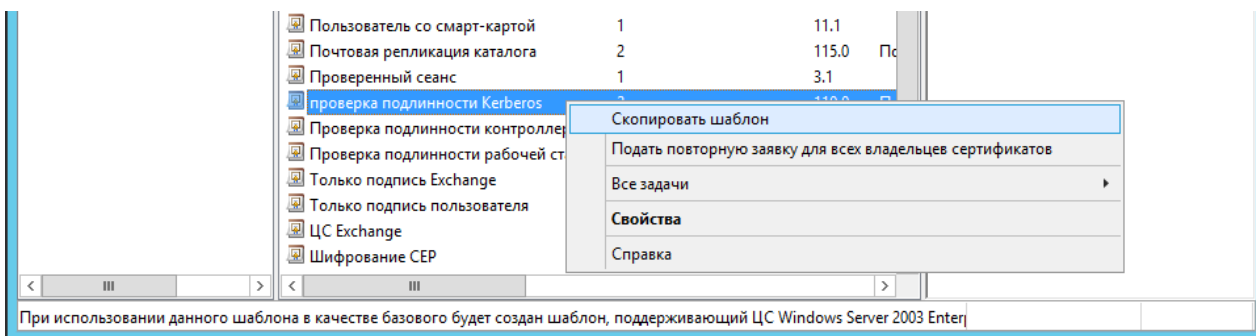 Пользователь со смарт-картой 1 11.1
Почтовая репликация каталога 2 115.0
Проверенный сеанс 1 3.1
проверка подлинности Kerberos
Скопировать шаблон
Проверка подлинности
Подать повторную заявку для всех владельцев сертификатов
Проверка подлинности рабочей
Только подпись Exchange
Все задачи
Только подпись пользователя
Свойства
ЦС Exchange
Шифрование CEP
Справка
При использовании данного шаблона в качестве базового будет создан шаблон, поддерживающий ЦС Windows Server 2003